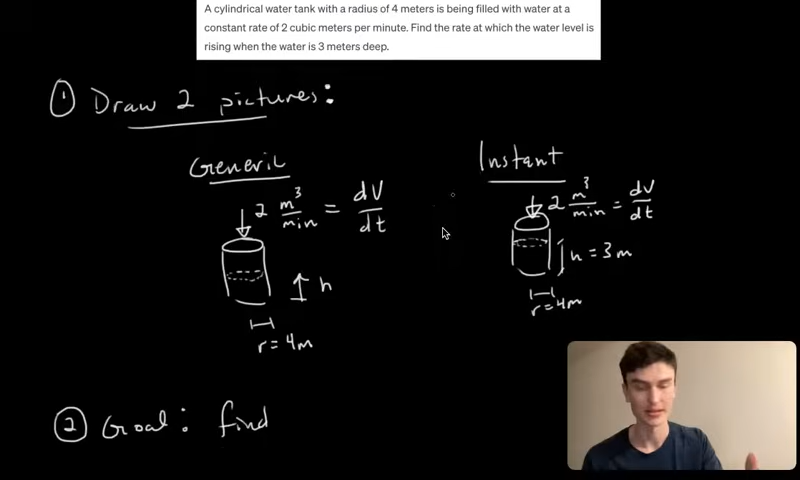 A cylindrical water tank with a radius of 4 meters is being filled with water at a
constant rate of 2 cubic meters per minute. Find the rate at which the water level is
rising when the water is 3 meters deep.
① Draw 2 pictures:
Generic
Instant
2 m³/min = dV/dt
2 m³/min = dV/dt
h
h = 3 m
r = 4m
r = 4m
② Goal: find